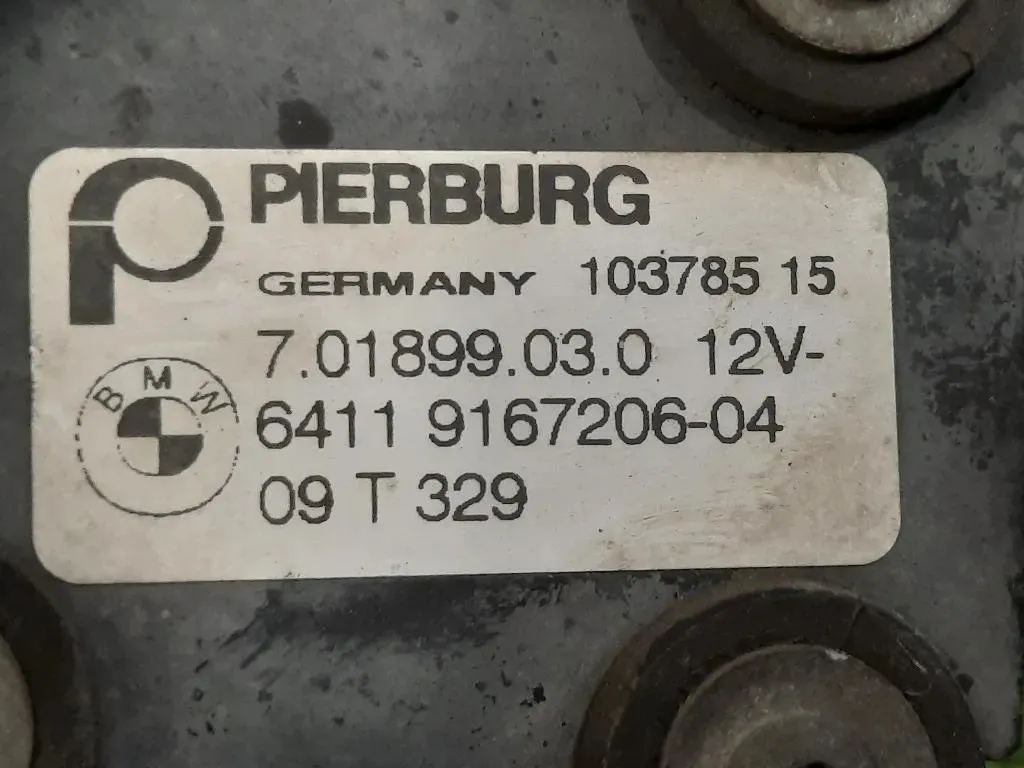 PIERBURG
GERMANY 103785 15
7.01899.03.0 12V-
BMW
6411 9167206-04
09 T 329